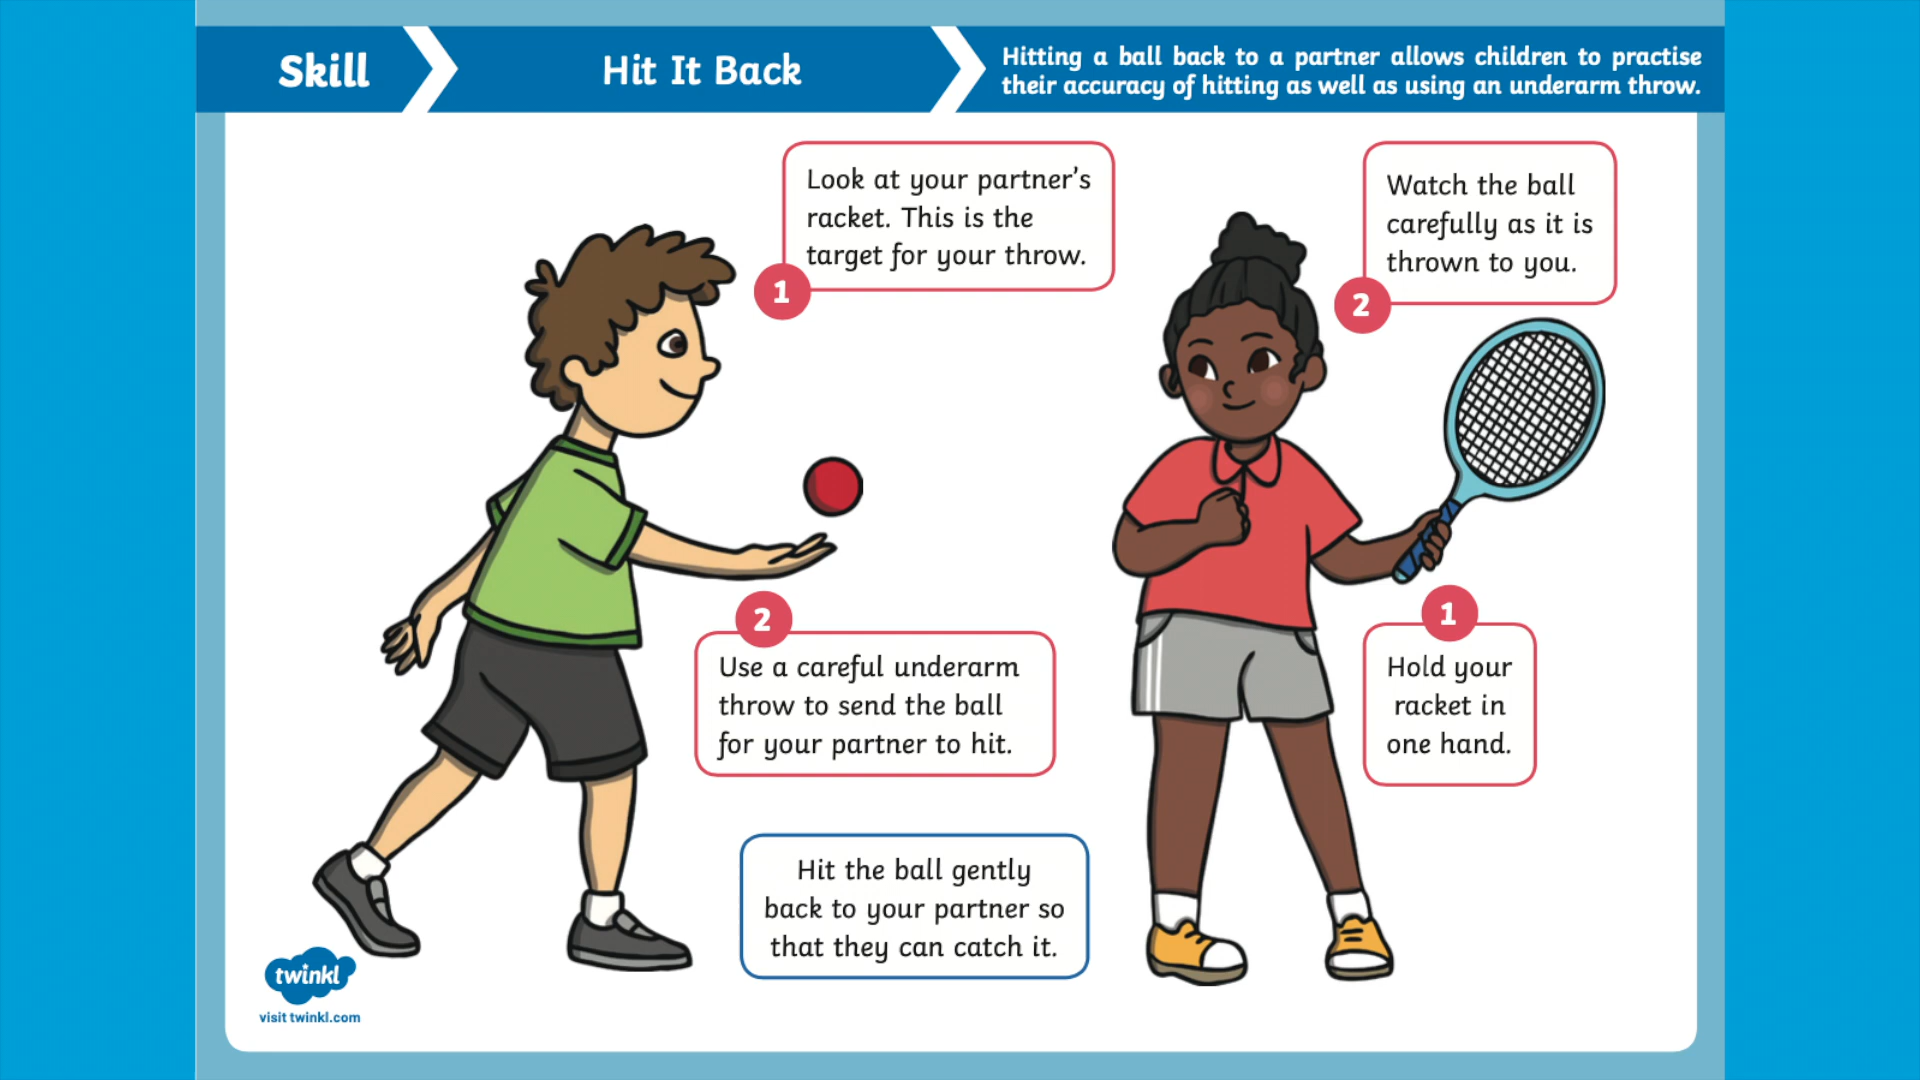 Skill
Hit It Back
Hitting a ball back to a partner allows children to practise
their accuracy of hitting as well as using an underarm throw.
Look at your partner's
racket. This is the
target for your throw.
1
Watch the ball
carefully as it is
thrown to you.
2
2
Use a careful underarm
throw to send the ball
for your partner to hit.
1
Hold your
racket in
one hand.
Hit the ball gently
back to your partner so
that they can catch it.
twinkl
visit twinkl.com